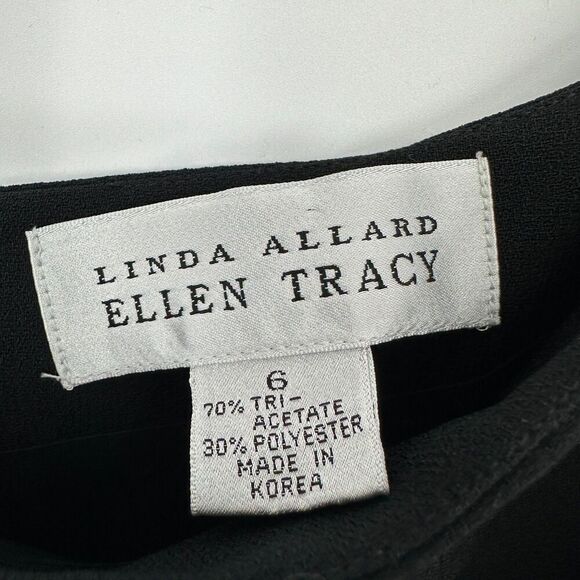 LINDA ALLARD
ELLEN TRACY
6
70% TRI-
ACETATE
30% POLYESTER
MADE IN
KOREA